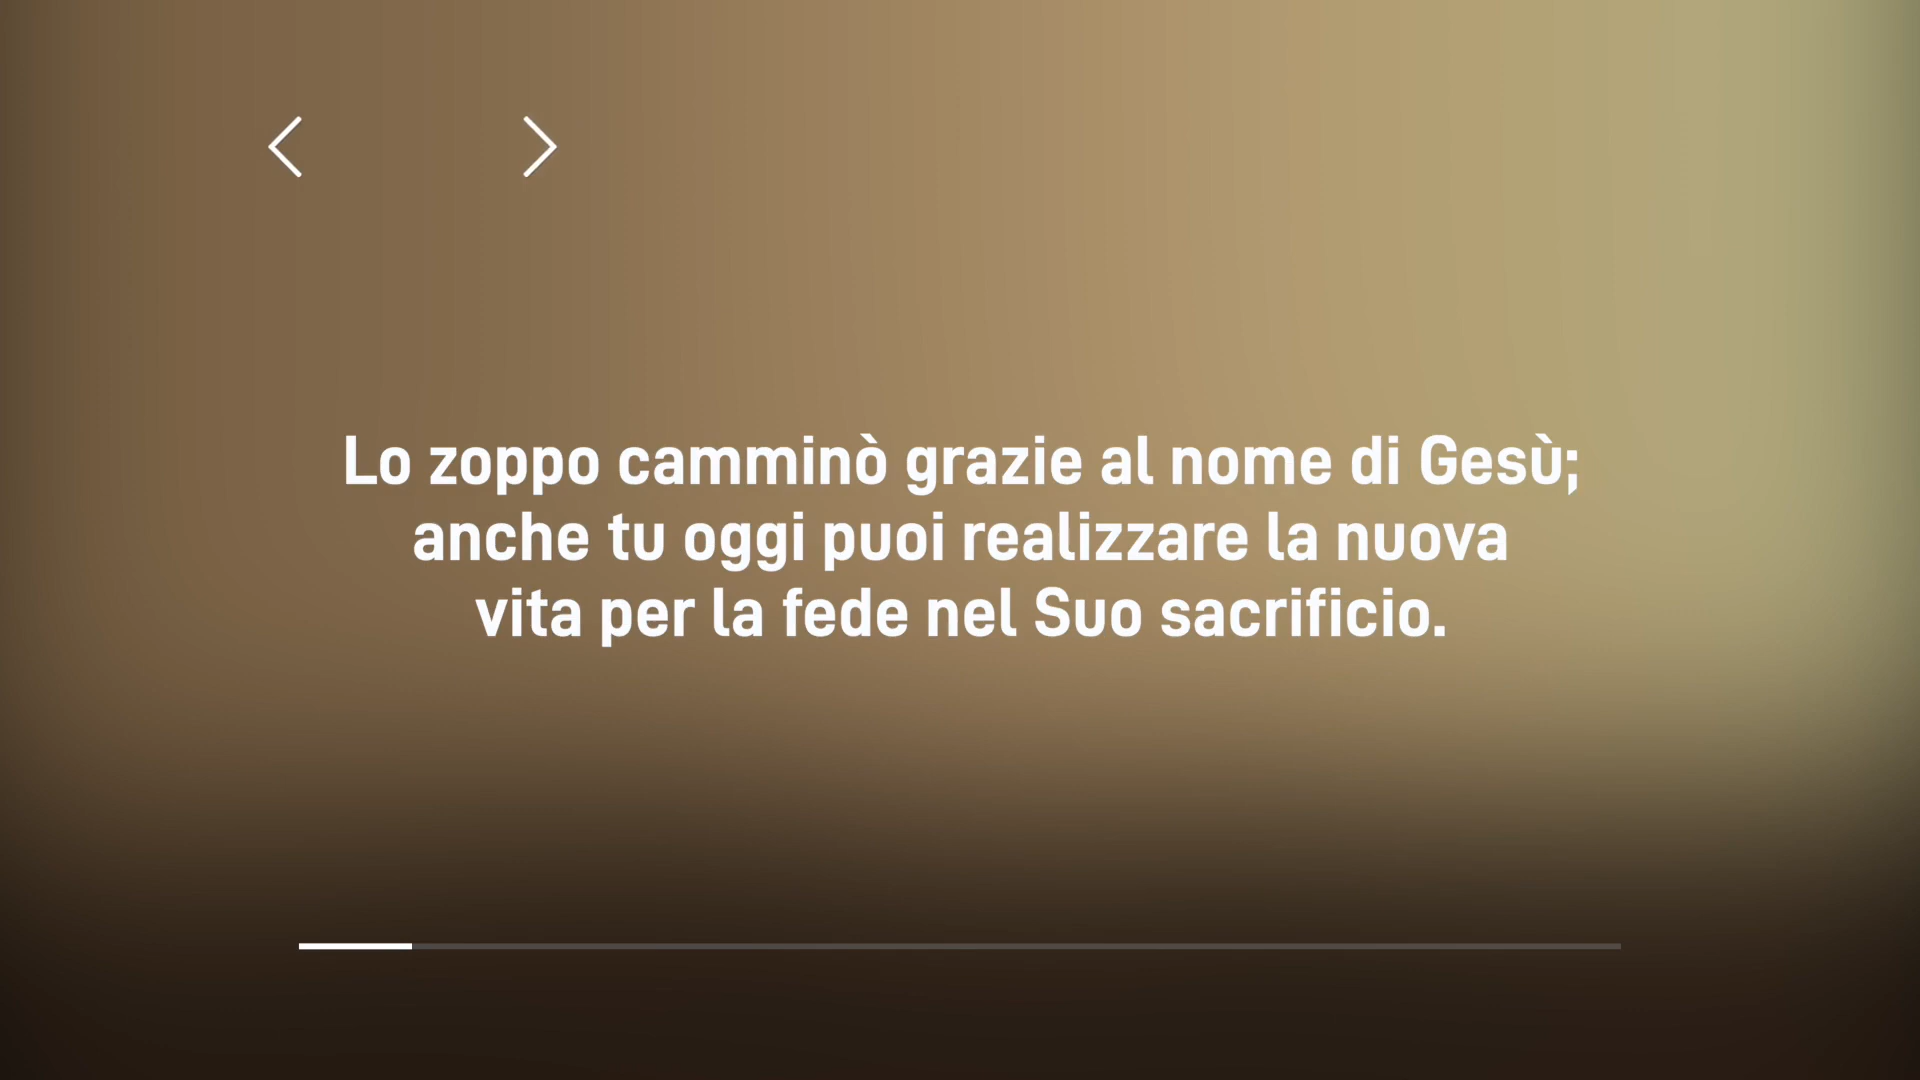 Lo zoppo camminò grazie al nome di Gesù;
anche tu oggi puoi realizzare la nuova
vita per la fede nel Suo sacrificio.